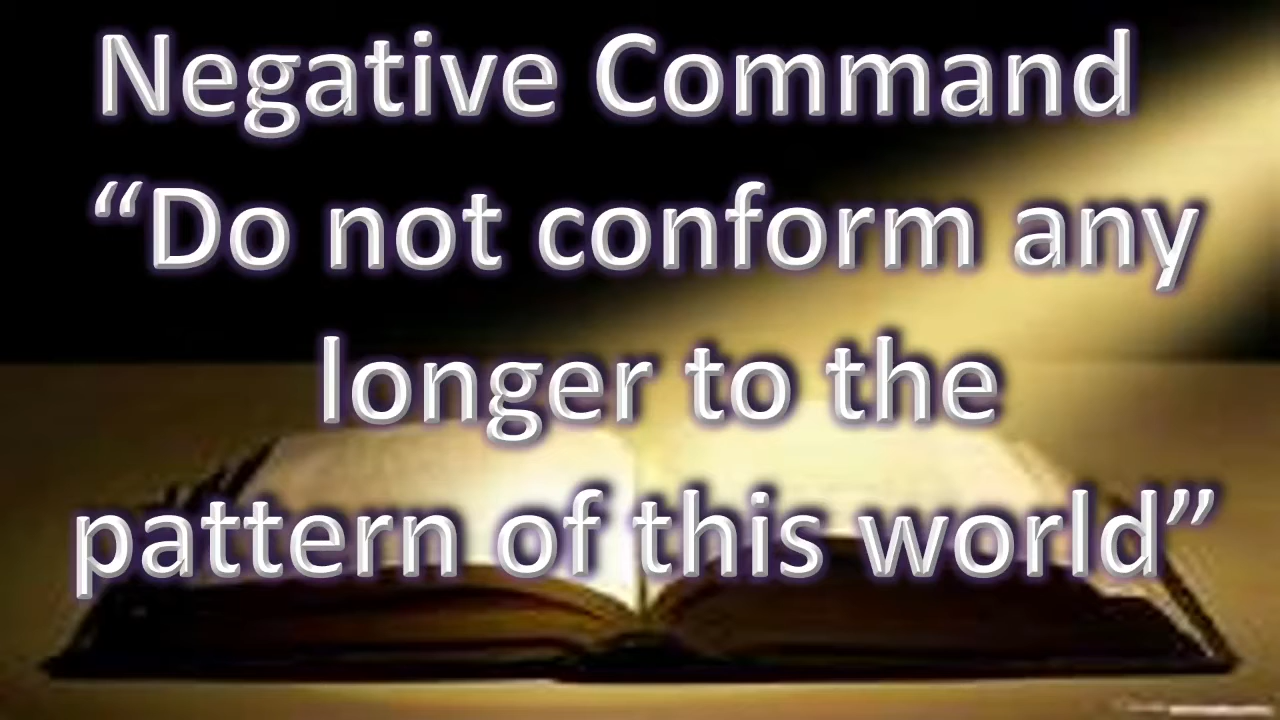 Negative Command
“Do not conform any
longer to the
pattern of this world”